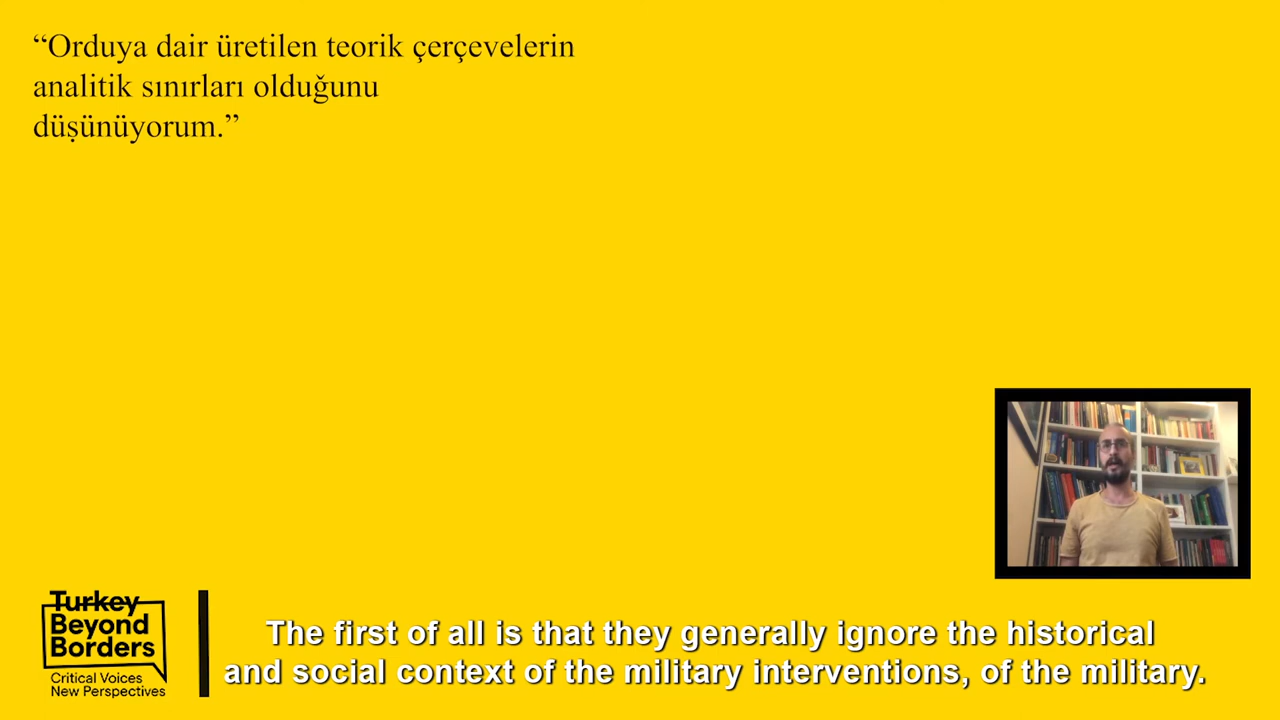 “Orduya dair üretilen teorik çerçevelerin
analitik sınırları olduğunu
düşünüyorum.”
Turkey
Beyond
Borders
Critical Voices
New Perspectives
The first of all is that they generally ignore the historical
and social context of the military interventions, of the military.